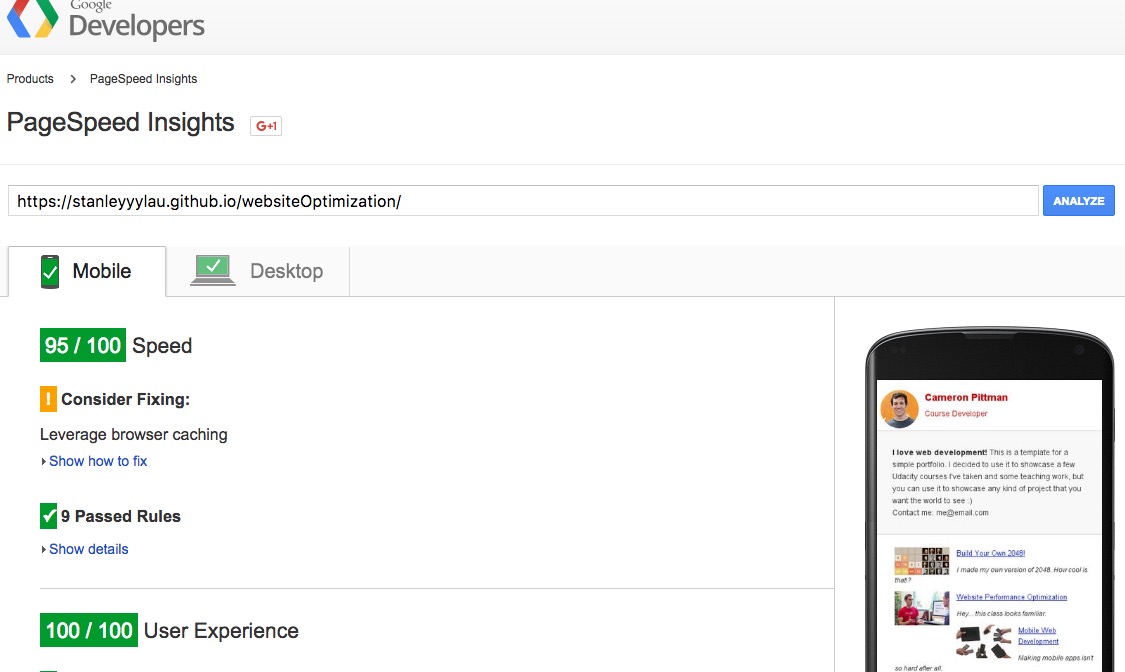 Google
Developers
Products > PageSpeed Insights
PageSpeed Insights G+1
https://stanleyyylau.github.io/websiteOptimization/ ANALYZE
Mobile Desktop
95 / 100 Speed
! Consider Fixing:
Leverage browser caching
Show how to fix
9 Passed Rules
Show details
100 / 100 User Experience
Cameron Pittman
Course Developer
I love web development! This is a template for a
simple portfolio. I decided to use it to showcase a few
Udacity courses I've taken and some teaching work, but
you can use it to showcase any kind of project that you
want the world to see :)
Contact me: me@email.com
Build Your Own 2048!
I made my own version of 2048. How cool is
that!?
Website Performance Optimization
Hey... this class looks familiar.
Mobile Web
Development
Making mobile apps isn't
so hard after all.